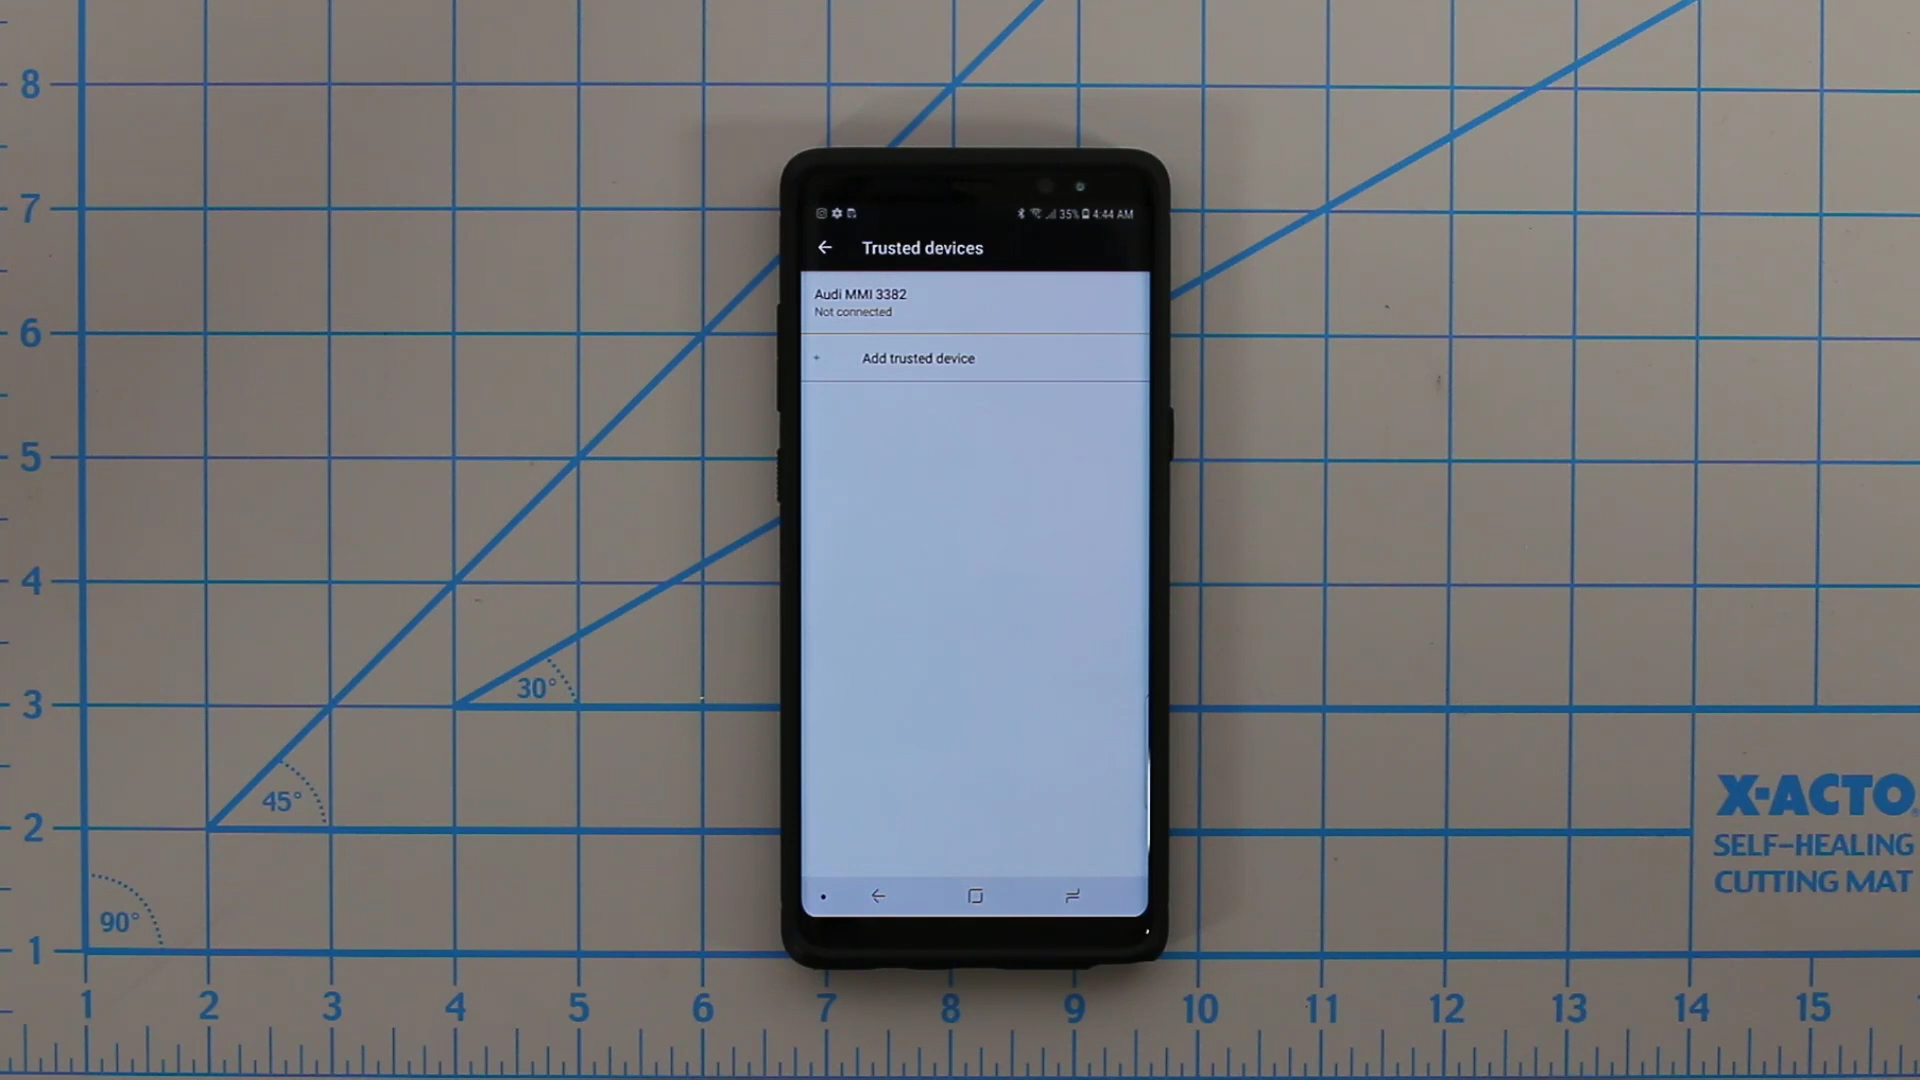 35% 4:44 AM
Trusted devices
Audi MMI 3382
Not connected
+ Add trusted device
8
7
6
5
4
3
2
1
30°
45°
90°
X-ACTO
SELF-HEALING
CUTTING MAT
1 2 3 4 5 6 7 8 9 10 11 12 13 14 15